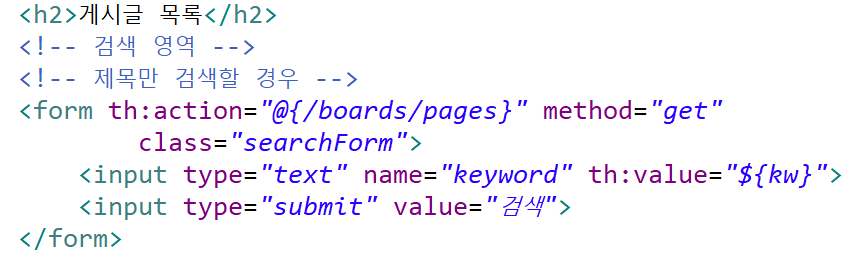 <h2>게시글 목록</h2>
<!-- 검색 영역 -->
<!-- 제목만 검색할 경우 -->
<form th:action="@{/boards/pages}" method="get"
class="searchForm">
<input type="text" name="keyword" th:value="${kw}">
<input type="submit" value="검색">
</form>